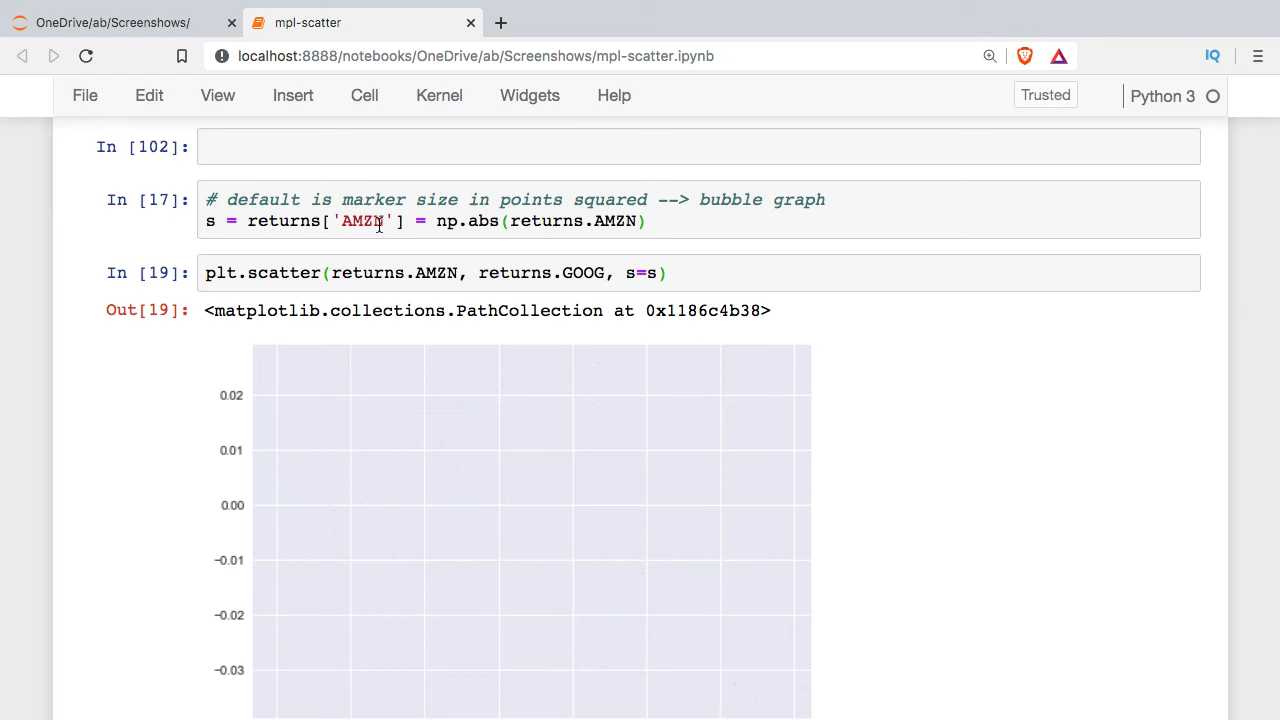 OneDrive/ab/Screenshows/
mpl-scatter
localhost:8888/notebooks/OneDrive/ab/Screenshows/mpl-scatter.ipynb
IQ
File Edit View Insert Cell Kernel Widgets Help Trusted Python 3
In [102]:
In [17]: # default is marker size in points squared --> bubble graph
s = returns['AMZN'] = np.abs(returns.AMZN)
In [19]: plt.scatter(returns.AMZN, returns.GOOG, s=s)
Out[19]: <matplotlib.collections.PathCollection at 0x1186c4b38>
0.02
0.01
0.00
−0.01
−0.02
−0.03